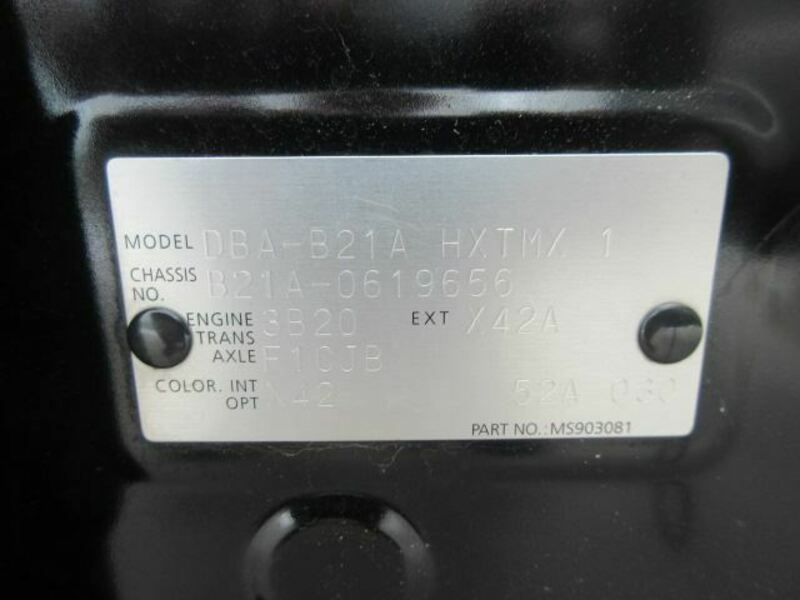 MODEL DBA-B21A HXTMX 1
CHASSIS NO. B21A-0619656
ENGINE 3B20 EXT X42A
TRANS AXLE F1CJB
COLOR. INT OPT X42 52A 030
PART NO.: MS903081